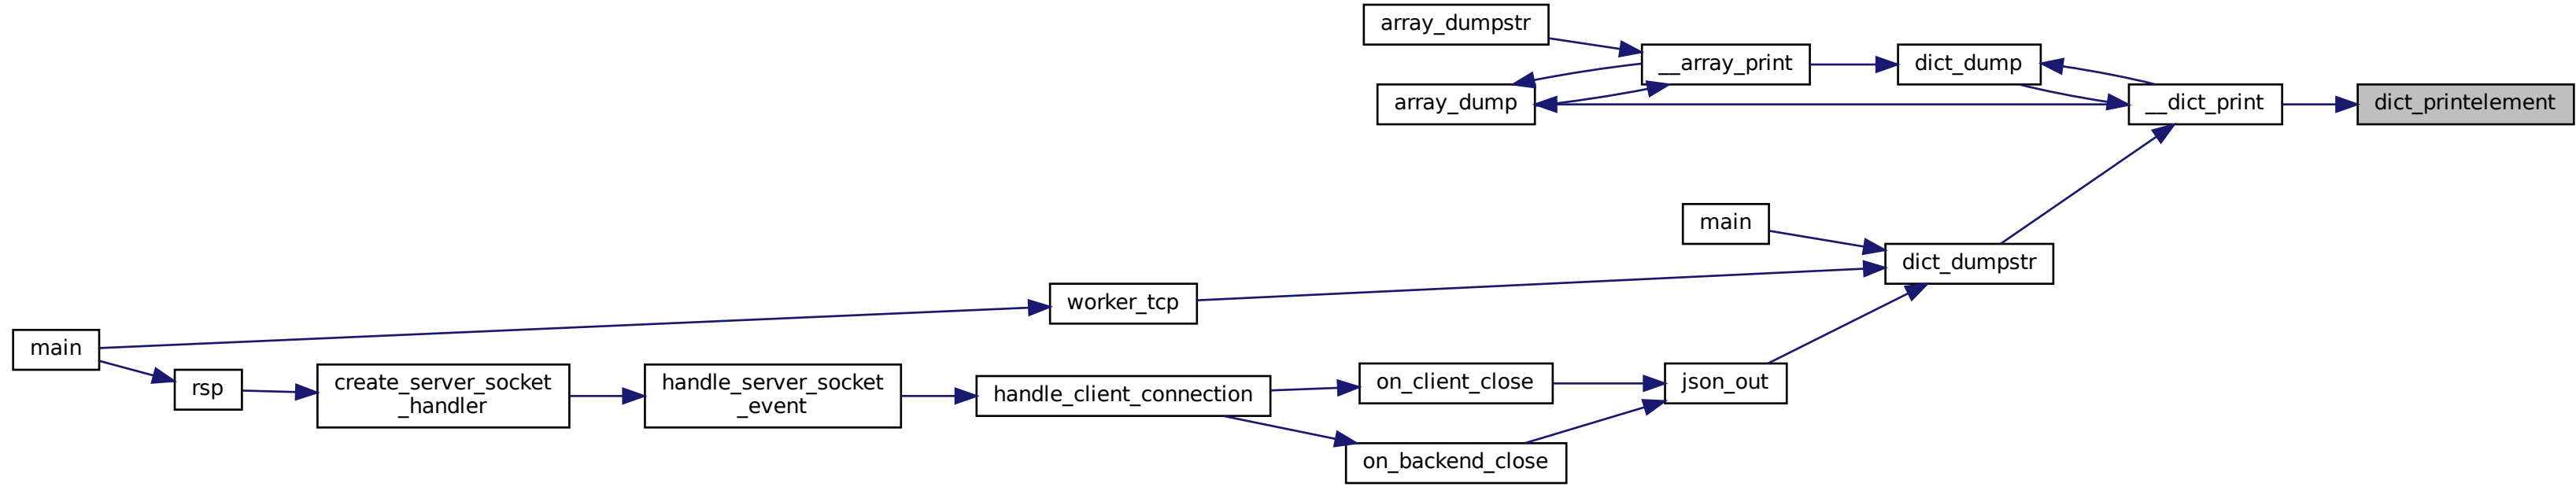 array_dumpstr
__array_print
dict_dump
array_dump
__dict_print
dict_printelement
main
dict_dumpstr
worker_tcp
main
rsp
create_server_socket
_handler
handle_server_socket
_event
handle_client_connection
on_client_close
json_out
on_backend_close